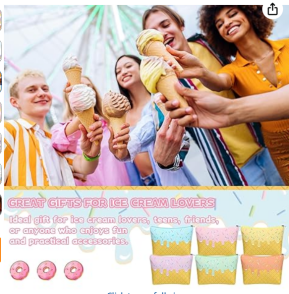 GREAT GIFTS FOR ICE CREAM LOVERS
Ideal gift for ice cream lovers, teens, friends,
or anyone who enjoys fun
and practical accessories.